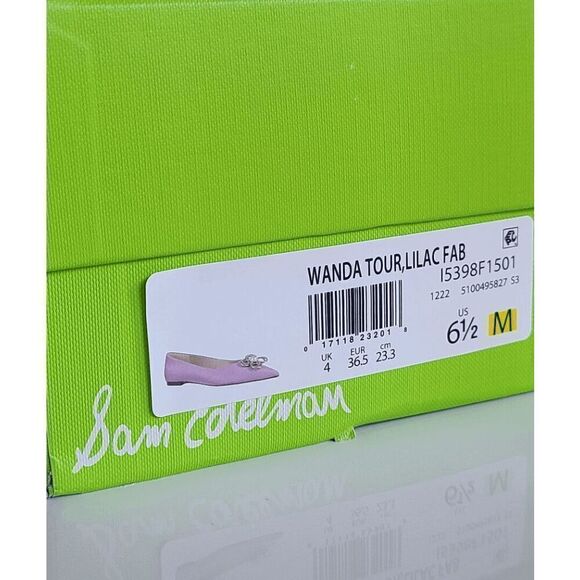 WANDA TOUR,LILAC FAB
I5398F1501
1222 5100495827 S3
0 17118 23201 8
UK EUR cm
4 36.5 23.3
US
6½ M
Sam Edelman